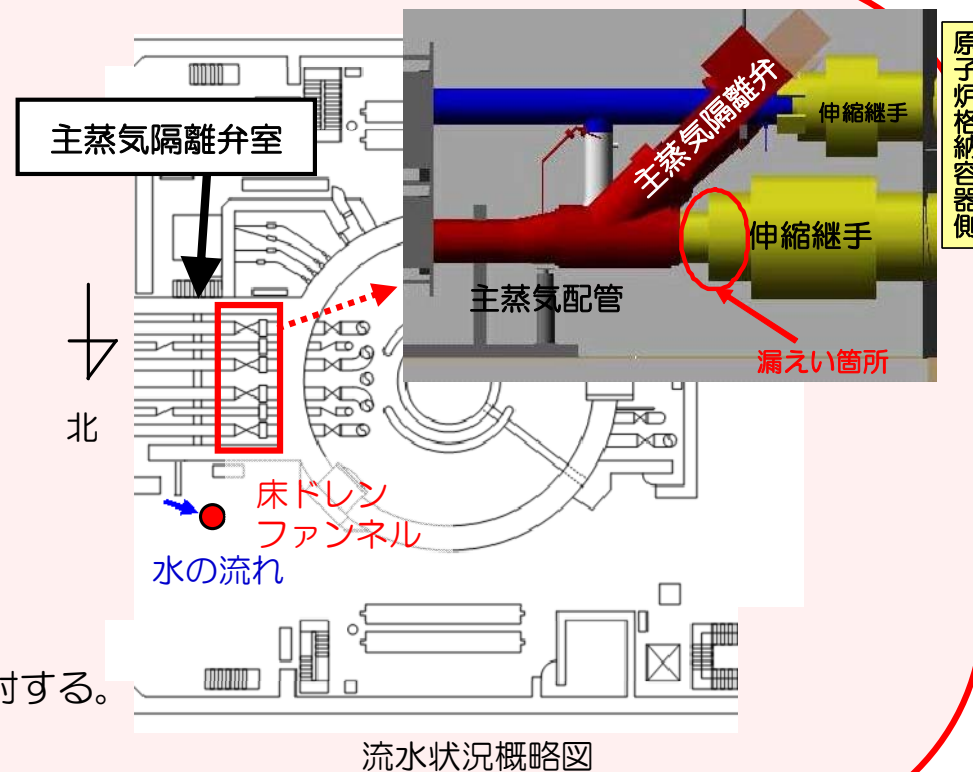 主蒸気隔離弁室
主蒸気隔離弁
伸縮継手
伸縮継手
原子炉格納容器側
主蒸気配管
漏えい箇所
北
床ドレン
ファンネル
水の流れ
対する。
流水状況概略図